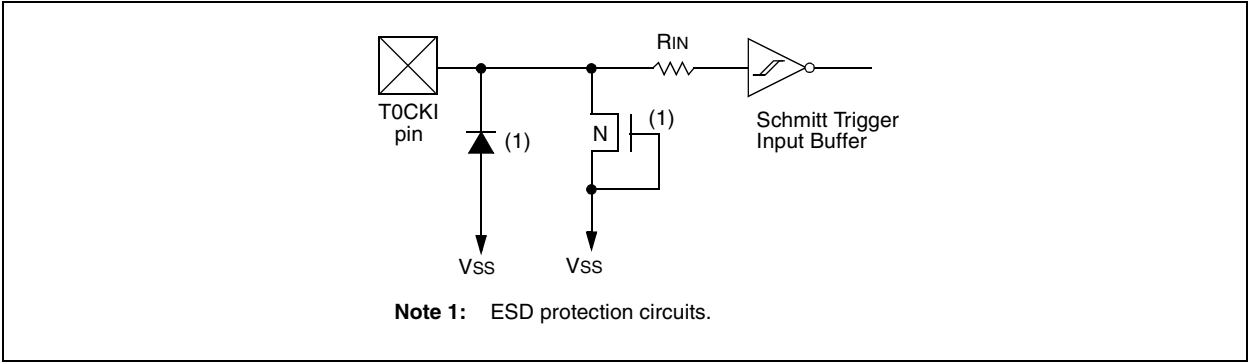 RIN
T0CKI
pin
(1)
N
(1)
Schmitt Trigger
Input Buffer
VSS
VSS
Note 1: ESD protection circuits.